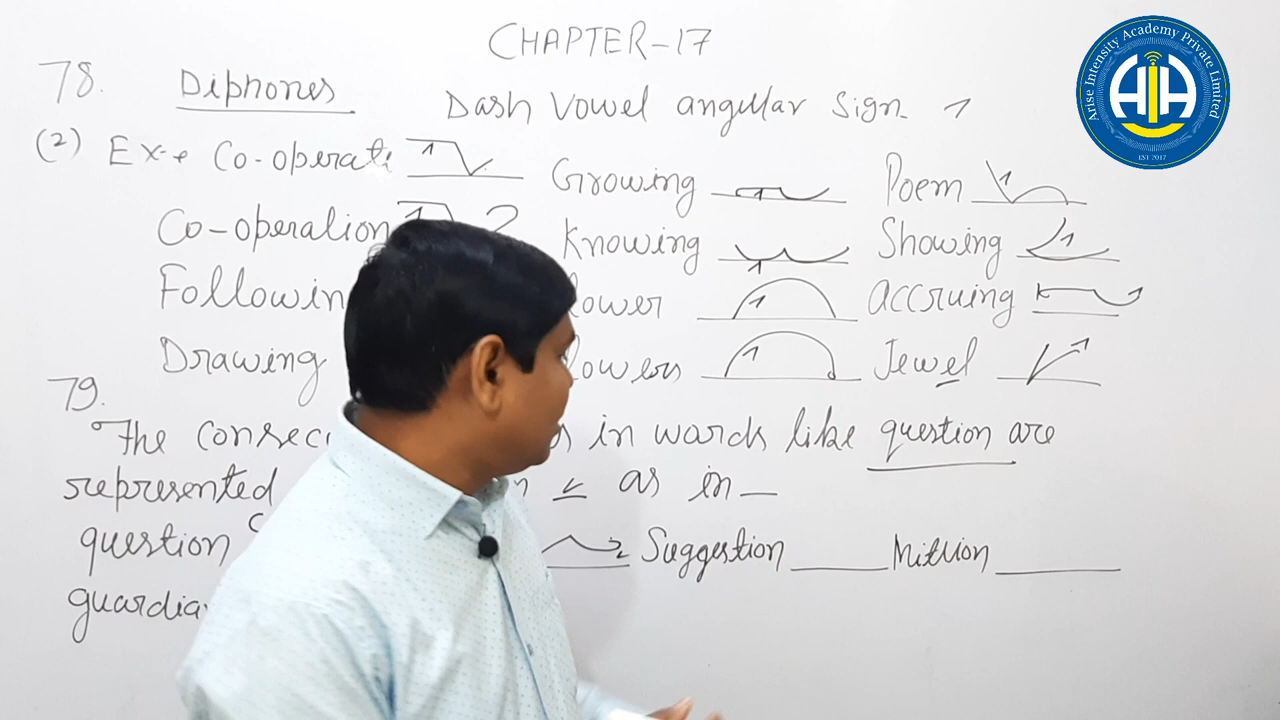 CHAPTER-17
78. Diphones Dash Vowel angular sign.
(2) Ex-: Co-operate Growing Poem
Co-operation Knowing Showing
Followin lower Accruing
Drawing lowers Jewel
79.
The consec s in words like question are
represented n as in —
question Suggestion Million
guardia
Arise Intensity Academy Private Limited
AIA
EST 2017